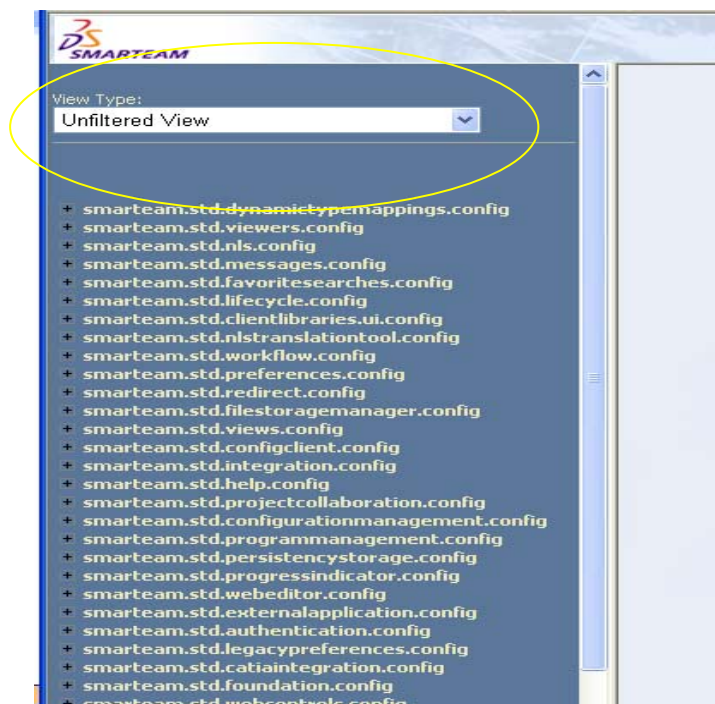 SMARTEAM
View Type:
Unfiltered View
smarteam.std.dynamictypemappings.config
smarteam.std.viewers.config
smarteam.std.nls.config
smarteam.std.messages.config
smarteam.std.favoritesearches.config
smarteam.std.lifecycle.config
smarteam.std.clientlibraries.ui.config
smarteam.std.nlstranslationtool.config
smarteam.std.workflow.config
smarteam.std.preferences.config
smarteam.std.redirect.config
smarteam.std.filestoragemanager.config
smarteam.std.views.config
smarteam.std.configclient.config
smarteam.std.integration.config
smarteam.std.help.config
smarteam.std.projectcollaboration.config
smarteam.std.configurationmanagement.config
smarteam.std.programmanagement.config
smarteam.std.persistencystorage.config
smarteam.std.progressindicator.config
smarteam.std.webeditor.config
smarteam.std.externalapplication.config
smarteam.std.authentication.config
smarteam.std.legacypreferences.config
smarteam.std.catiaintegration.config
smarteam.std.foundation.config
smarteam.std.webcontrols.config